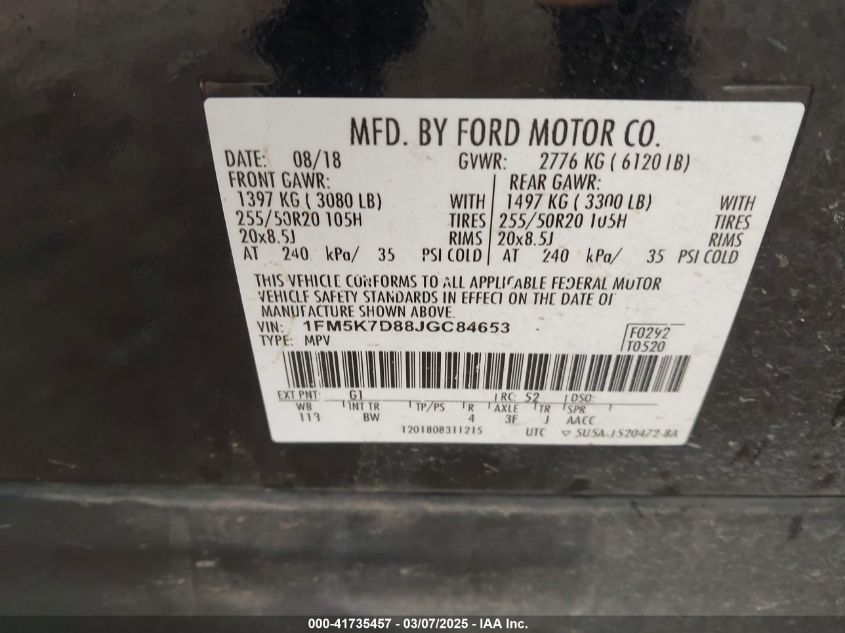 MFD. BY FORD MOTOR CO.
DATE: 08/18 GVWR: 2776 KG ( 6120 LB)
FRONT GAWR: REAR GAWR:
1397 KG ( 3080 LB) WITH 1497 KG ( 3300 LB) WITH
255/50R20 105H TIRES 255/50R20 105H TIRES
20x8.5J RIMS 20x8.5J RIMS
AT 240 kPa/ 35 PSI COLD AT 240 kPa/ 35 PSI COLD
THIS VEHICLE CONFORMS TO ALL APPLICABLE FEDERAL MOTOR
VEHICLE SAFETY STANDARDS IN EFFECT ON THE DATE OF
MANUFACTURE SHOWN ABOVE.
VIN: 1FM5K7D88JGC84653 F0292
TYPE: MPV T0520
EXT PNT: G1 RC: 52 DSO:
WB INT TR TP/PS R AXLE TR SPR
113 BW 4 3F J AACC
1201808311215 UTC ▽ 5U5A-1520472-BA
000-41735457 - 03/07/2025 - IAA Inc.